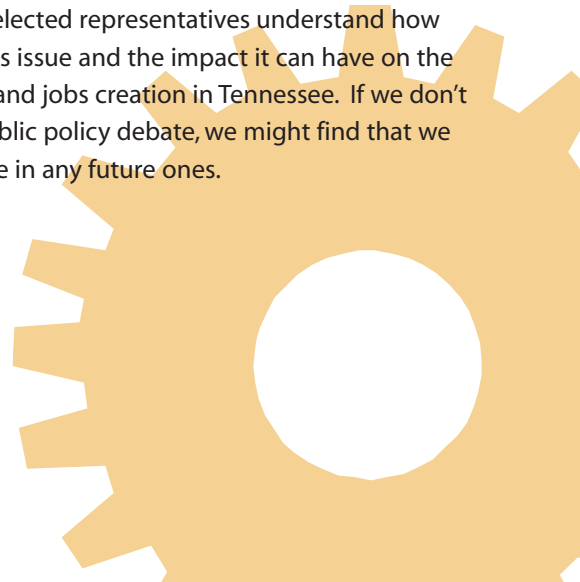 elected representatives understand how
s issue and the impact it can have on the
and jobs creation in Tennessee. If we don't
blic policy debate, we might find that we
e in any future ones.